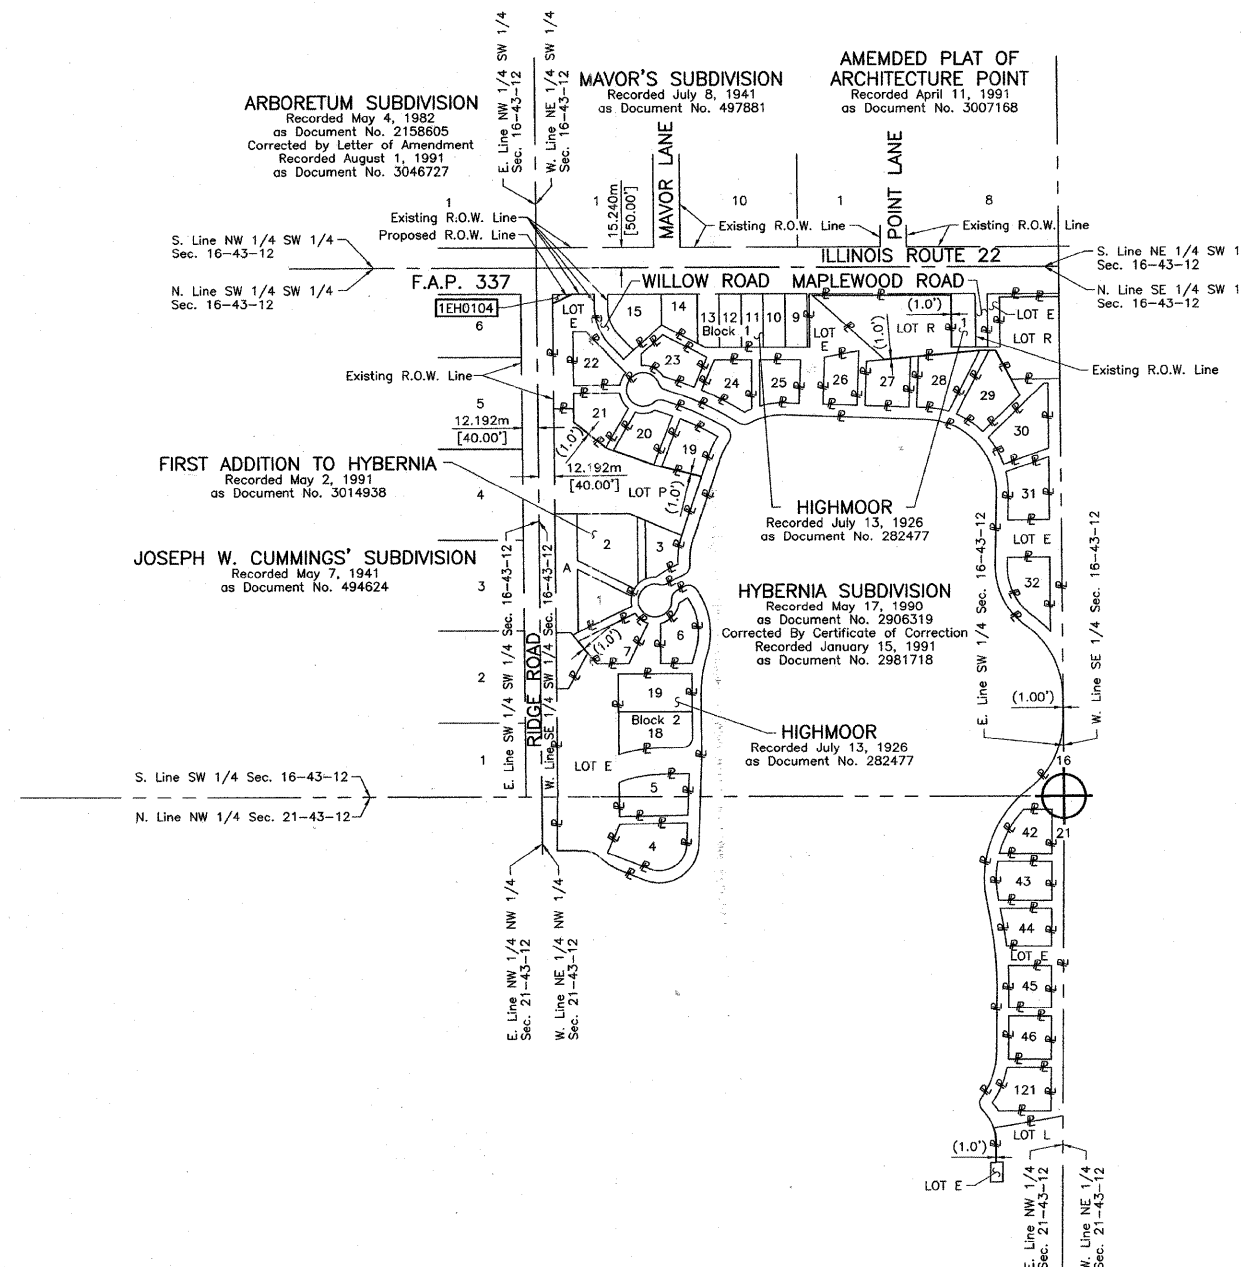 E. Line NW 1/4 SW 1/4
Sec. 16-43-12
W. Line NE 1/4 SW 1/4
Sec. 16-43-12
ARBORETUM SUBDIVISION
Recorded May 4, 1982
as Document No. 2158605
Corrected by Letter of Amendment
Recorded August 1, 1991
as Document No. 3046727
MAVOR'S SUBDIVISION
Recorded July 8, 1941
as Document No. 497881
AMEMDED PLAT OF
ARCHITECTURE POINT
Recorded April 11, 1991
as Document No. 3007168
MAVOR LANE
POINT LANE
1
1
10
1
8
15.240m
[50.00']
Existing R.O.W. Line
Proposed R.O.W. Line
Existing R.O.W. Line
Existing R.O.W. Line
S. Line NW 1/4 SW 1/4
Sec. 16-43-12
N. Line SW 1/4 SW 1/4
Sec. 16-43-12
ILLINOIS ROUTE 22
S. Line NE 1/4 SW 1
Sec. 16-43-12
N. Line SE 1/4 SW 1
Sec. 16-43-12
F.A.P. 337
WILLOW ROAD
MAPLEWOOD ROAD
1EH0104
6
LOT
E
15
14
13
12
11
10
9
Block 1
LOT
E
(1.0')
LOT R
(1.0')
1
LOT E
LOT R
Existing R.O.W. Line
Existing R.O.W. Line
22
23
24
25
26
27
28
29
30
5
12.192m
[40.00']
21
20
19
(1.0')
12.192m
[40.00']
LOT P
(1.0')
31
LOT E
32
FIRST ADDITION TO HYBERNIA
Recorded May 2, 1991
as Document No. 3014938
4
HIGHMOOR
Recorded July 13, 1926
as Document No. 282477
JOSEPH W. CUMMINGS' SUBDIVISION
Recorded May 7, 1941
as Document No. 494624
3
2
3
A
1
HYBERNIA SUBDIVISION
Recorded May 17, 1990
as Document No. 2906319
Corrected By Certificate of Correction
Recorded January 15, 1991
as Document No. 2981718
E. Line SW 1/4 Sec. 16-43-12
W. Line SE 1/4 Sec. 16-43-12
E. Line SW 1/4 SW 1/4 Sec. 16-43-12
W. Line SE 1/4 SW 1/4 Sec. 16-43-12
RIDGE ROAD
(1.0')
7
6
2
19
Block 2
18
(1.00')
HIGHMOOR
Recorded July 13, 1926
as Document No. 282477
1
LOT E
16
S. Line SW 1/4 Sec. 16-43-12
N. Line NW 1/4 Sec. 21-43-12
5
4
21
42
43
44
LOT E
45
46
121
LOT L
(1.0')
LOT E
E. Line NW 1/4 NW 1/4
Sec. 21-43-12
W. Line NE 1/4 NW 1/4
Sec. 21-43-12
E. Line NW 1/4
Sec. 21-43-12
W. Line NE 1/4
Sec. 21-43-12